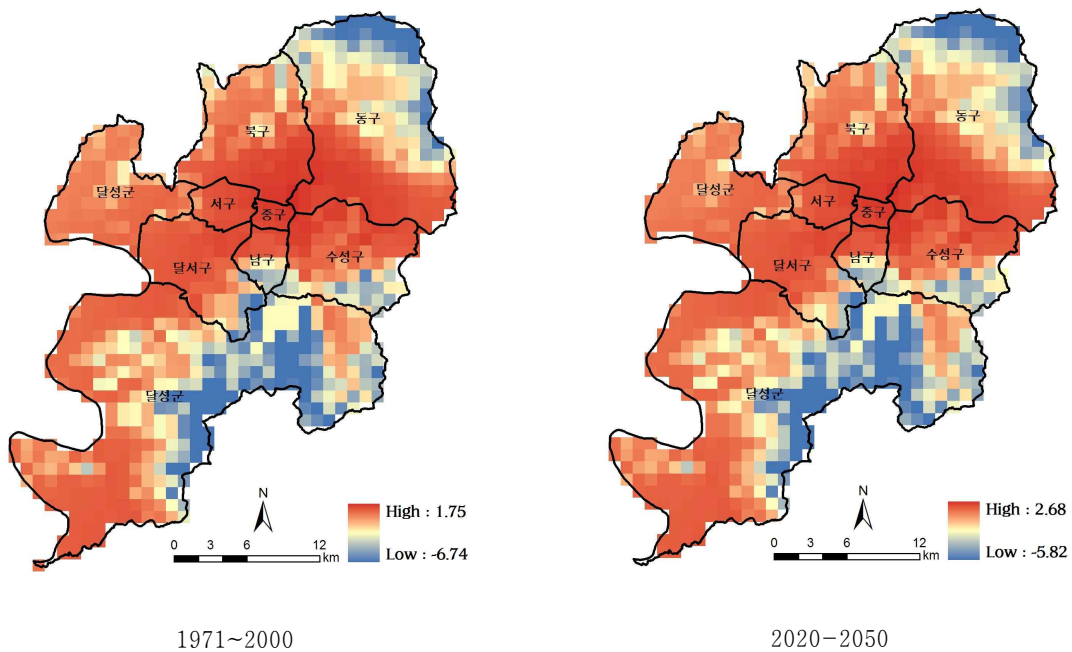 북구
동구
달성군
서구
중구
달서구
남구
수성구
달성군
N
High : 1.75
Low : -6.74
0 3 6 12
km
1971~2000
북구
동구
달성군
서구
중구
달서구
남구
수성구
달성군
N
High : 2.68
Low : -5.82
0 3 6 12
km
2020-2050